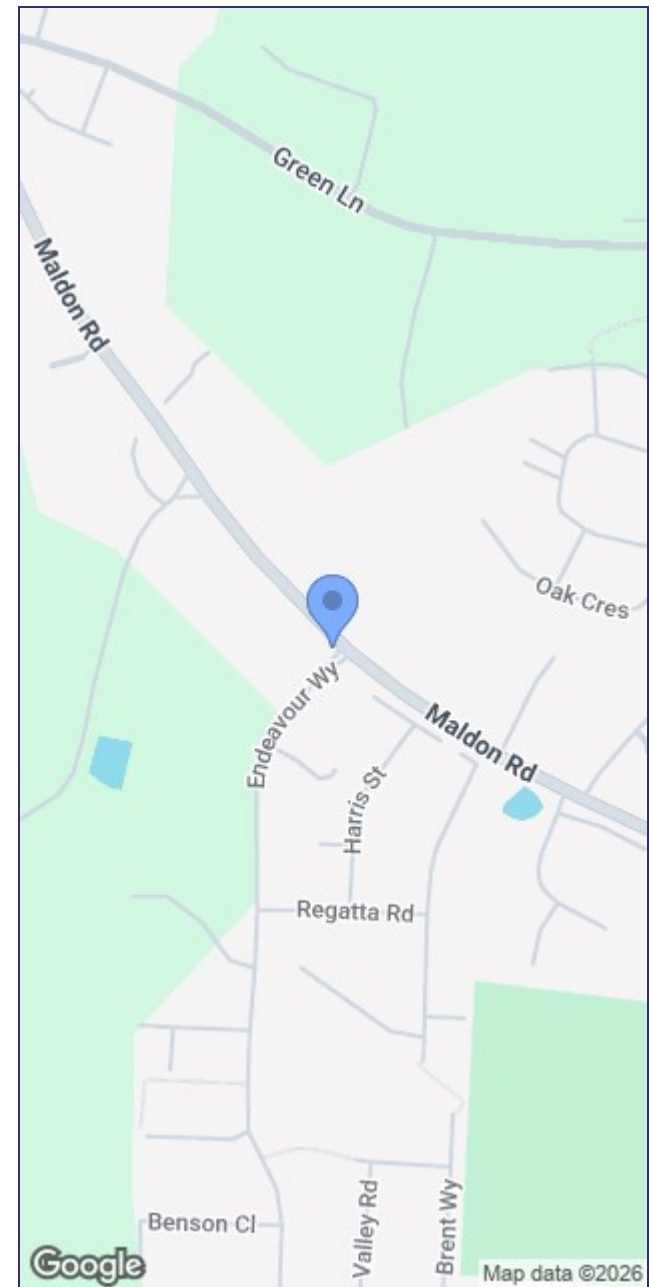 Green Ln
Maldon Rd
Oak Cres
Endeavour Wy
Maldon Rd
Harris St
Regatta Rd
Benson Cl
Valley Rd
Brent Wy
Google
Map data ©2026